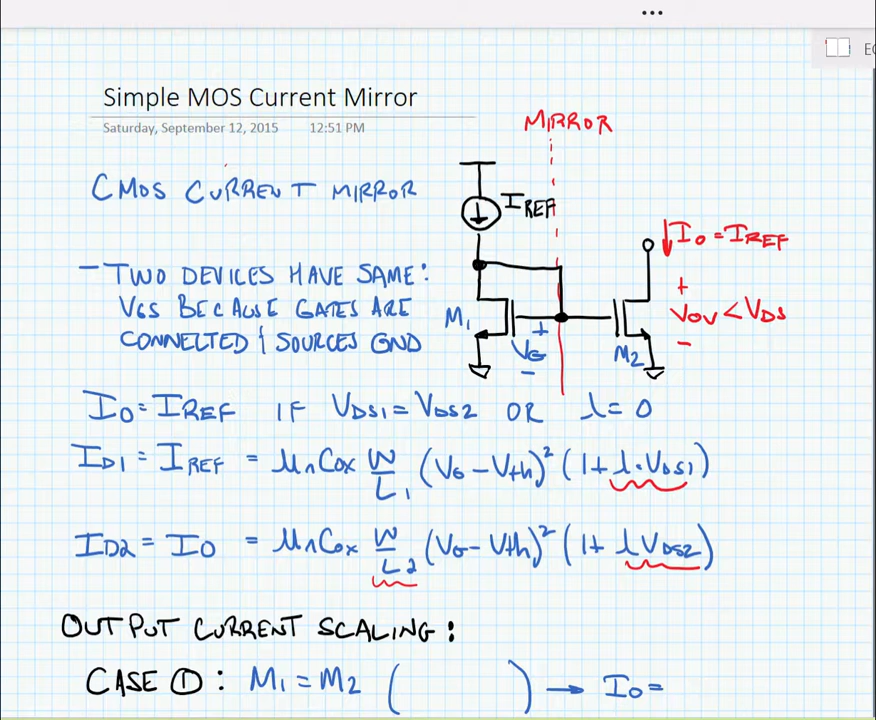 Simple MOS Current Mirror
Saturday, September 12, 2015 12:51 PM
MIRROR
CMOS CURRENT MIRROR
IREF
Io = IREF
- TWO DEVICES HAVE SAME:
VGS BECAUSE GATES ARE
CONNECTED & SOURCES GND
M1
+
VG
-
M2
+
VOV < VDS
-
IO = IREF IF VDS1 = VDS2 OR λ = 0
ID1 = IREF = μnCox W/L1 (VG - Vth)² (1 + λ·VDS1)
ID2 = IO = μnCox W/L2 (VG - Vth)² (1 + λVDS2)
OUTPUT CURRENT SCALING:
CASE ①: M1 = M2 ( ) → Io =